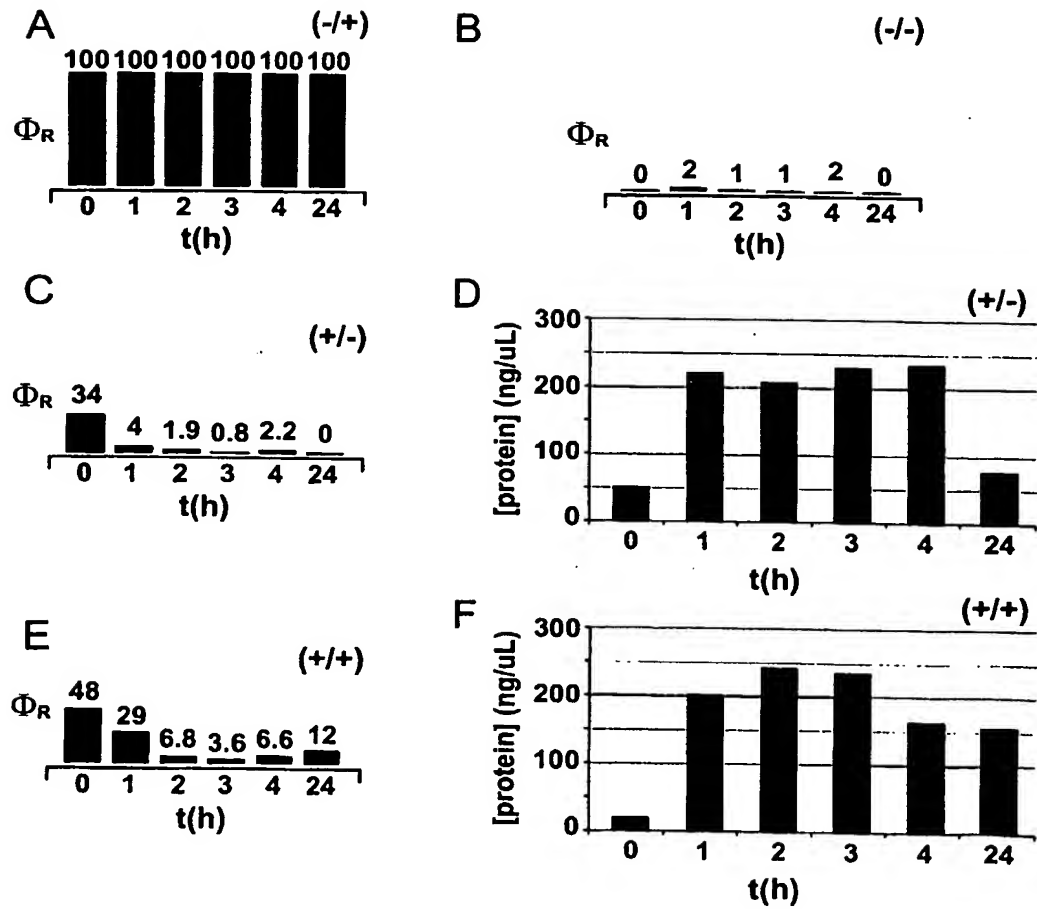 A (-/+)
100 100 100 100 100 100
ΦR
0 1 2 3 4 24
t(h)
B (-/-)
ΦR
0 2 1 1 2 0
0 1 2 3 4 24
t(h)
C (+/-)
ΦR
34 4 1.9 0.8 2.2 0
0 1 2 3 4 24
t(h)
D (+/-)
[protein] (ng/uL)
300
200
100
0
0 1 2 3 4 24
t(h)
E (+/+)
ΦR
48 29 6.8 3.6 6.6 12
0 1 2 3 4 24
t(h)
F (+/+)
[protein] (ng/uL)
300
200
100
0
0 1 2 3 4 24
t(h)